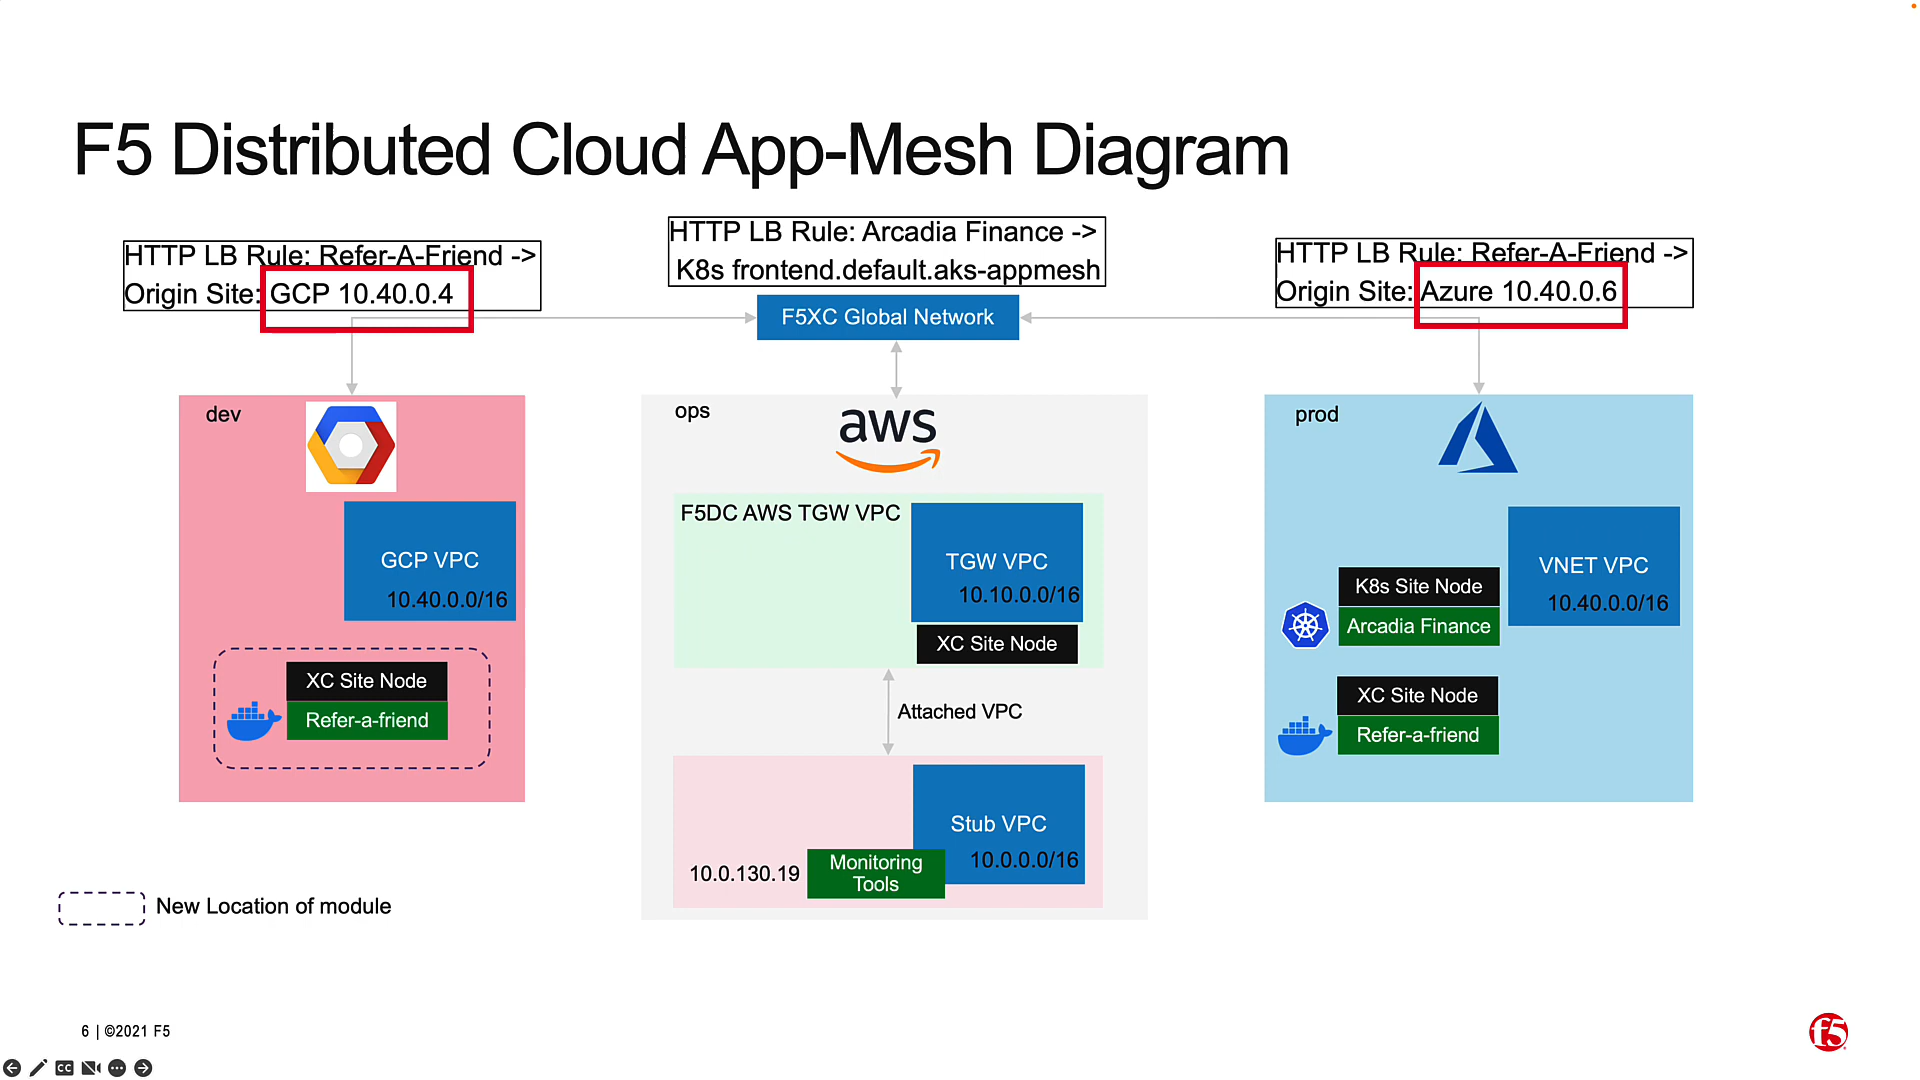 F5 Distributed Cloud App-Mesh Diagram
HTTP LB Rule: Refer-A-Friend ->
Origin Site: GCP 10.40.0.4
HTTP LB Rule: Arcadia Finance ->
K8s frontend.default.aks-appmesh
HTTP LB Rule: Refer-A-Friend ->
Origin Site: Azure 10.40.0.6
F5XC Global Network
dev
GCP VPC
10.40.0.0/16
XC Site Node
Refer-a-friend
ops
aws
F5DC AWS TGW VPC
TGW VPC
10.10.0.0/16
XC Site Node
Attached VPC
Stub VPC
10.0.0.0/16
10.0.130.19
Monitoring
Tools
prod
VNET VPC
10.40.0.0/16
K8s Site Node
Arcadia Finance
XC Site Node
Refer-a-friend
New Location of module
6 | ©2021 F5
f5
CC